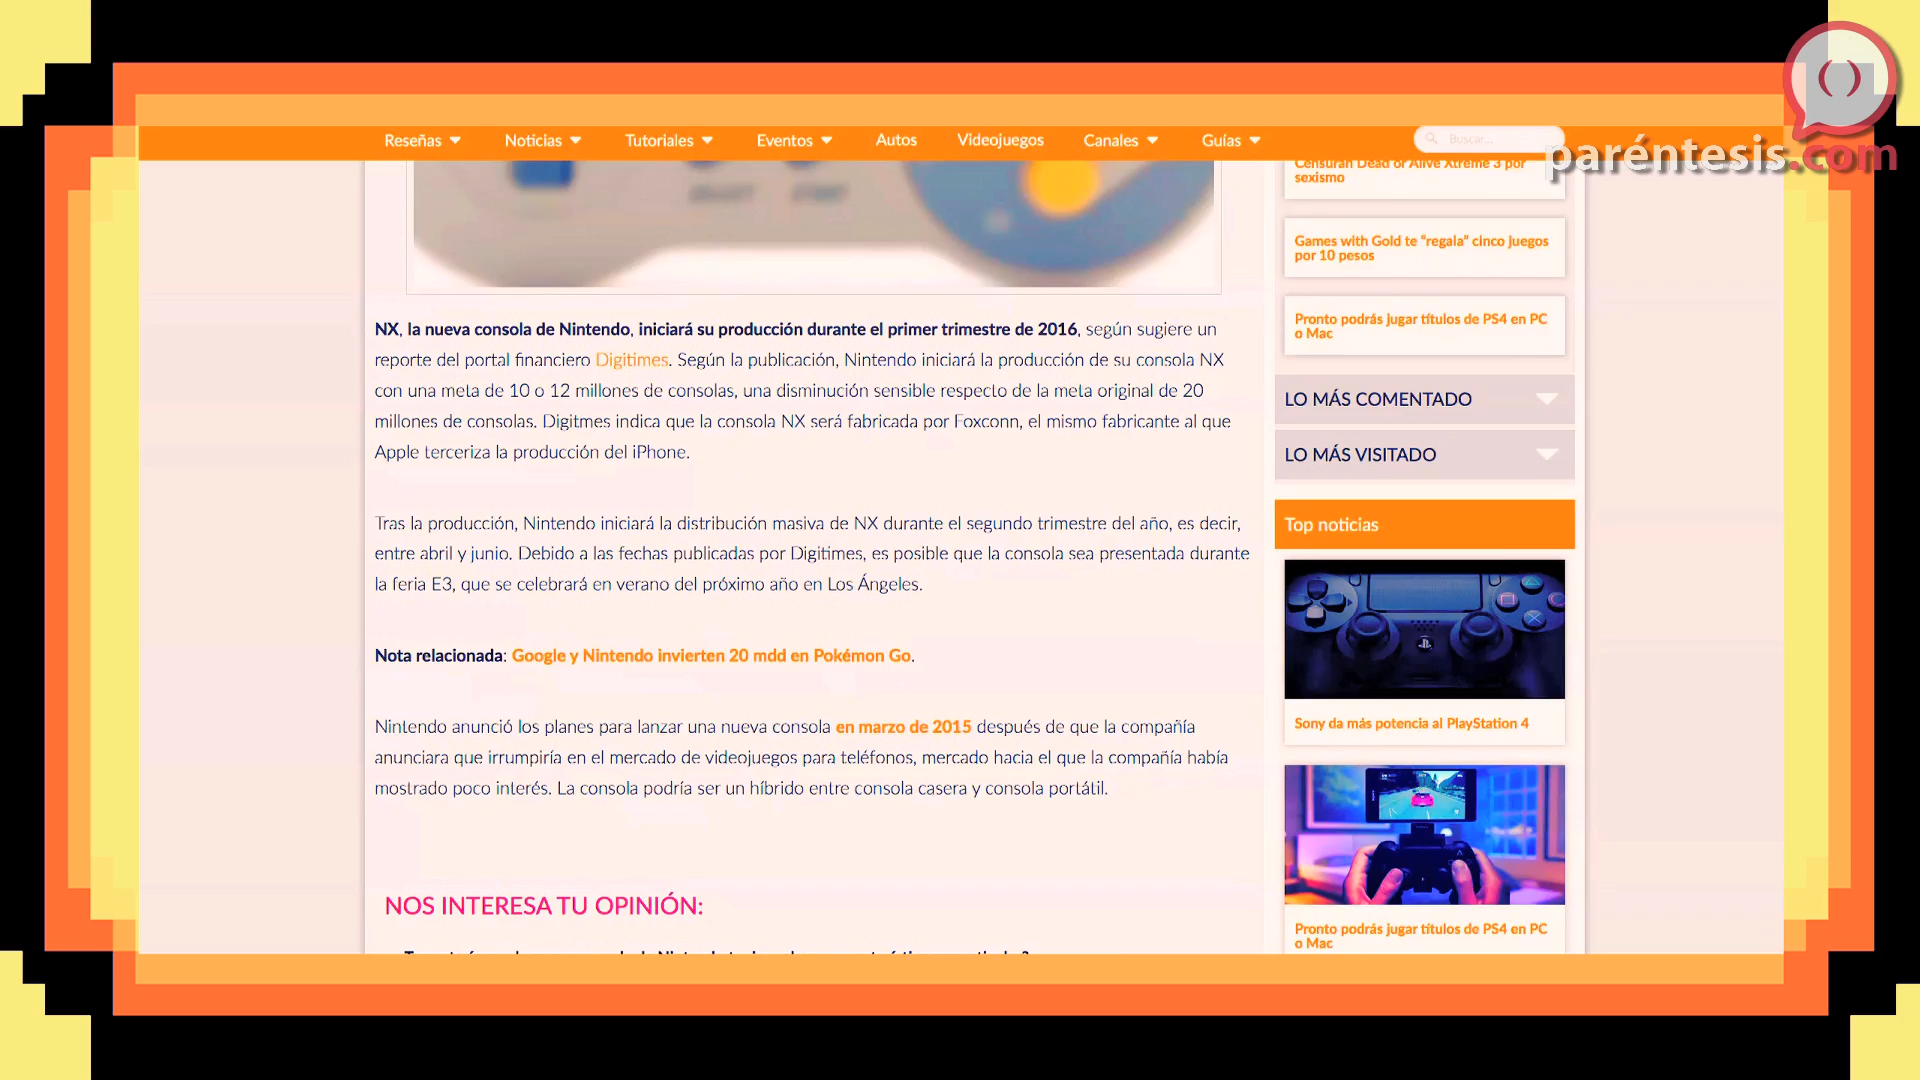 ()
paréntesis.com
Reseñas Noticias Tutoriales Eventos Autos Videojuegos Canales Guías Buscar...
SELECT START
NX, la nueva consola de Nintendo, iniciará su producción durante el primer trimestre de 2016, según sugiere un
reporte del portal financiero Digitimes. Según la publicación, Nintendo iniciará la producción de su consola NX
con una meta de 10 o 12 millones de consolas, una disminución sensible respecto de la meta original de 20
millones de consolas. Digitmes indica que la consola NX será fabricada por Foxconn, el mismo fabricante al que
Apple terceriza la producción del iPhone.
Tras la producción, Nintendo iniciará la distribución masiva de NX durante el segundo trimestre del año, es decir,
entre abril y junio. Debido a las fechas publicadas por Digitimes, es posible que la consola sea presentada durante
la feria E3, que se celebrará en verano del próximo año en Los Ángeles.
Nota relacionada: Google y Nintendo invierten 20 mdd en Pokémon Go.
Nintendo anunció los planes para lanzar una nueva consola en marzo de 2015 después de que la compañía
anunciara que irrumpiría en el mercado de videojuegos para teléfonos, mercado hacia el que la compañía había
mostrado poco interés. La consola podría ser un híbrido entre consola casera y consola portátil.
NOS INTERESA TU OPINIÓN:
Censuran Dead or Alive Xtreme 3 por
sexismo
Games with Gold te “regala” cinco juegos
por 10 pesos
Pronto podrás jugar títulos de PS4 en PC
o Mac
LO MÁS COMENTADO
LO MÁS VISITADO
Top noticias
Sony da más potencia al PlayStation 4
Pronto podrás jugar títulos de PS4 en PC
o Mac